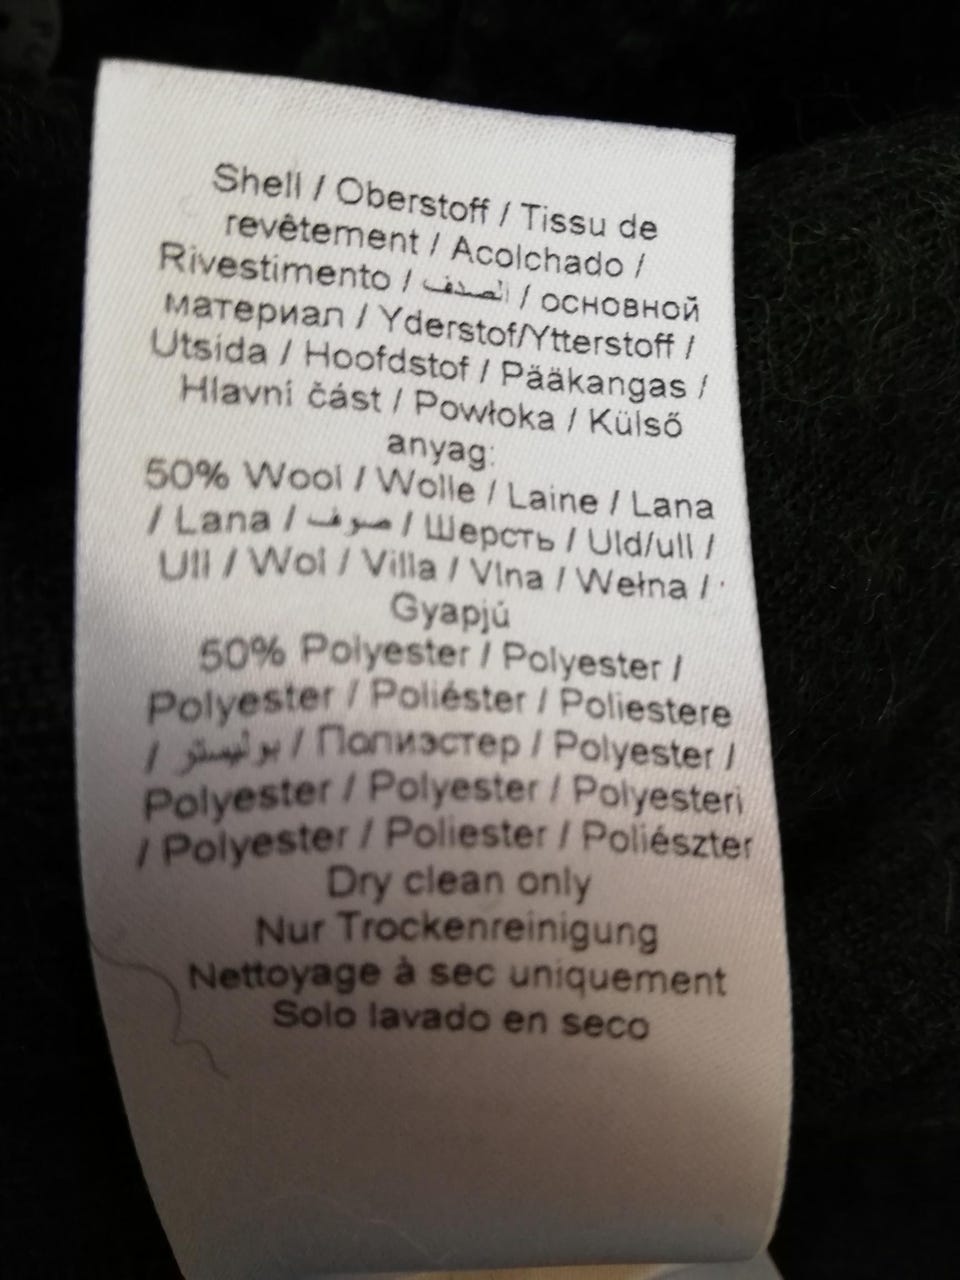 Shell / Oberstoff / Tissu de
revêtement / Acolchado /
Rivestimento / الصدف / основной
материал / Yderstof/Ytterstoff /
Utsida / Hoofdstof / Pääkangas /
Hlavní část / Powłoka / Külső
anyag:
50% Wool / Wolle / Laine / Lana
/ Lana / صوف / Шерсть / Uld/ull /
Ull / Wol / Villa / Vlna / Wełna /
Gyapjú
50% Polyester / Polyester /
Polyester / Poliéster / Poliestere
/ بوليستر / Полиэстер / Polyester /
Polyester / Polyester / Polyesteri
/ Polyester / Poliester / Poliészter
Dry clean only
Nur Trockenreinigung
Nettoyage à sec uniquement
Solo lavado en seco